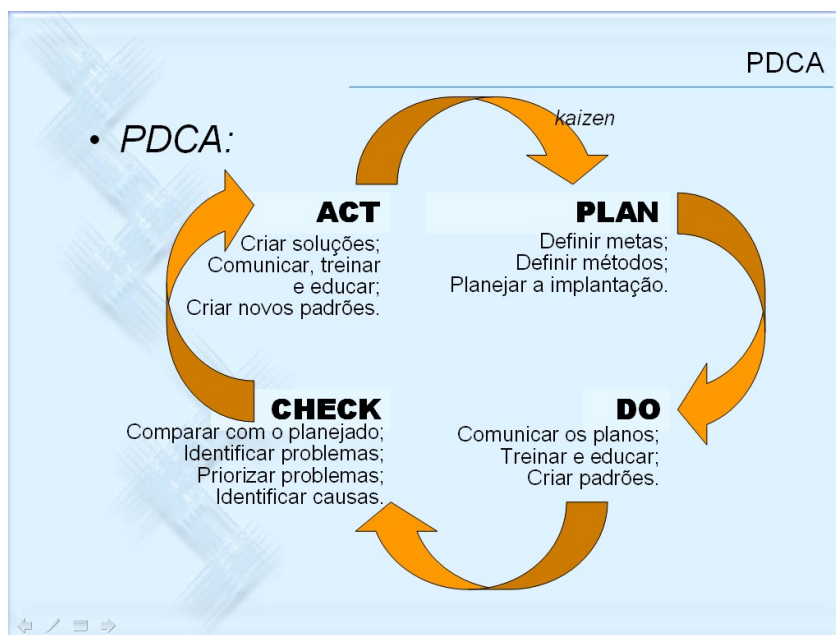 PDCA
kaizen
• PDCA:
ACT
Criar soluções;
Comunicar, treinar
e educar;
Criar novos padrões.
PLAN
Definir metas;
Definir métodos;
Planejar a implantação.
CHECK
Comparar com o planejado;
Identificar problemas;
Priorizar problemas;
Identificar causas.
DO
Comunicar os planos;
Treinar e educar;
Criar padrões.